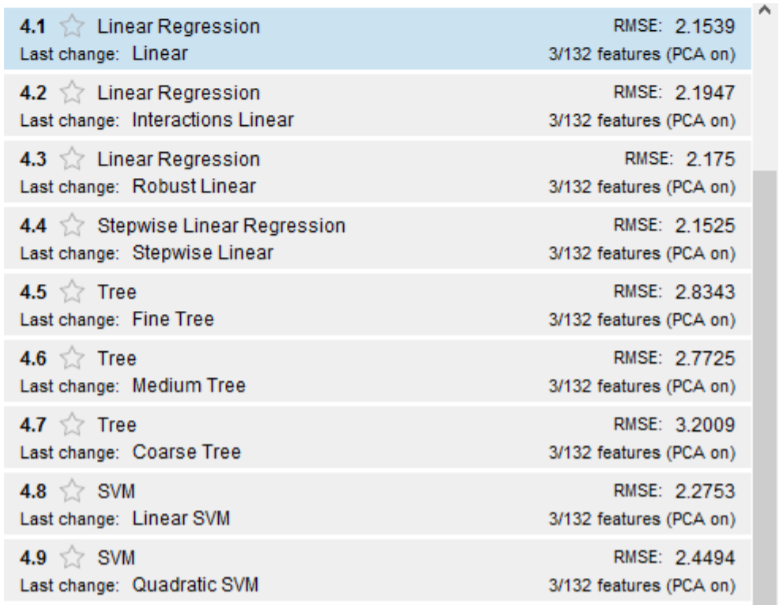 4.1 Linear Regression RMSE: 2.1539
Last change: Linear 3/132 features (PCA on)
4.2 Linear Regression RMSE: 2.1947
Last change: Interactions Linear 3/132 features (PCA on)
4.3 Linear Regression RMSE: 2.175
Last change: Robust Linear 3/132 features (PCA on)
4.4 Stepwise Linear Regression RMSE: 2.1525
Last change: Stepwise Linear 3/132 features (PCA on)
4.5 Tree RMSE: 2.8343
Last change: Fine Tree 3/132 features (PCA on)
4.6 Tree RMSE: 2.7725
Last change: Medium Tree 3/132 features (PCA on)
4.7 Tree RMSE: 3.2009
Last change: Coarse Tree 3/132 features (PCA on)
4.8 SVM RMSE: 2.2753
Last change: Linear SVM 3/132 features (PCA on)
4.9 SVM RMSE: 2.4494
Last change: Quadratic SVM 3/132 features (PCA on)